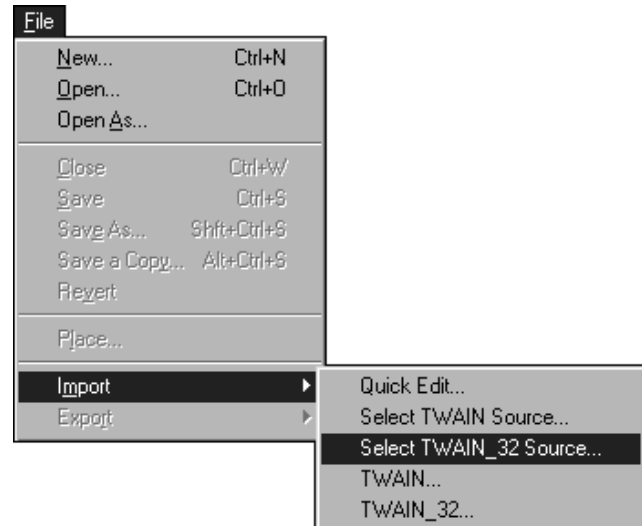 File
New... Ctrl+N
Open... Ctrl+O
Open As...
Close Ctrl+W
Save Ctrl+S
Save As... Shft+Ctrl+S
Save a Copy... Alt+Ctrl+S
Revert
Place...
Import
Export
Quick Edit...
Select TWAIN Source...
Select TWAIN_32 Source...
TWAIN...
TWAIN_32...